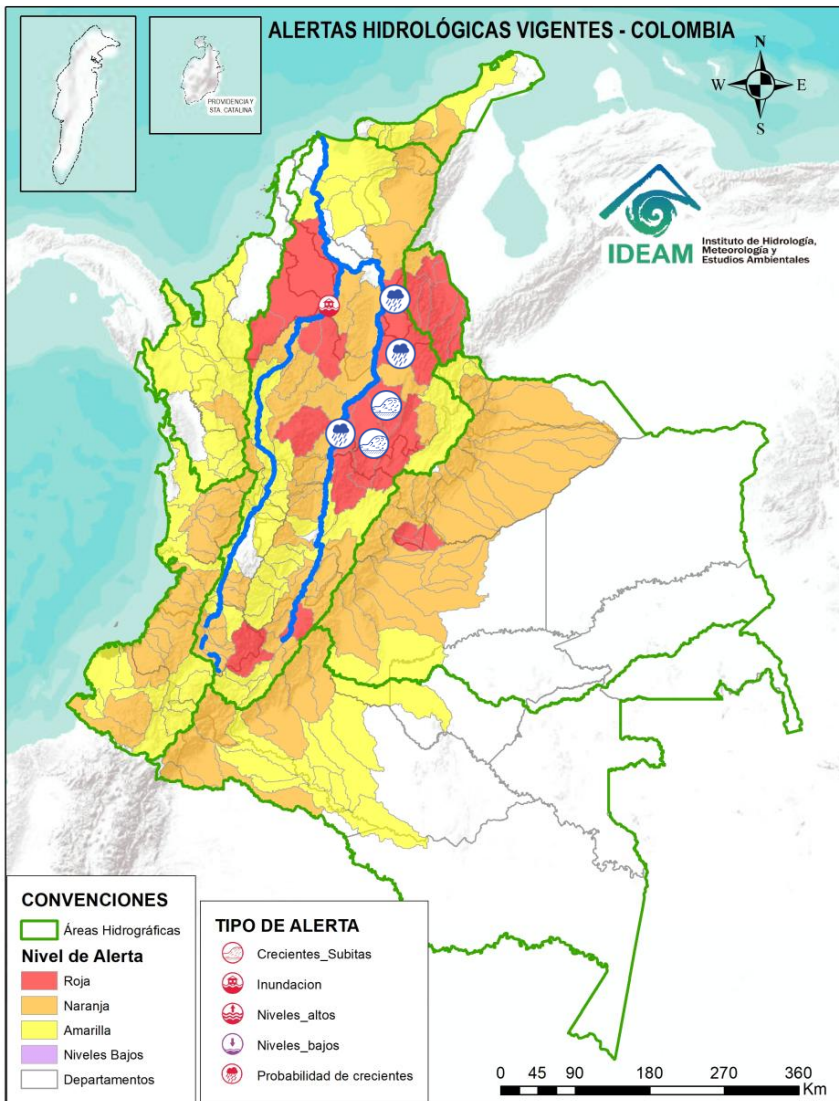 ALERTAS HIDROLÓGICAS VIGENTES - COLOMBIA
PROVIDENCIA Y
STA. CATALINA
N
W E
S
IDEAM
Instituto de Hidrología,
Meteorología y
Estudios Ambientales
CONVENCIONES
Áreas Hidrográficas
Nivel de Alerta
Roja
Naranja
Amarilla
Niveles Bajos
Departamentos
TIPO DE ALERTA
Crecientes_Subitas
Inundacion
Niveles_altos
Niveles_bajos
Probabilidad de crecientes
0 45 90 180 270 360
Km